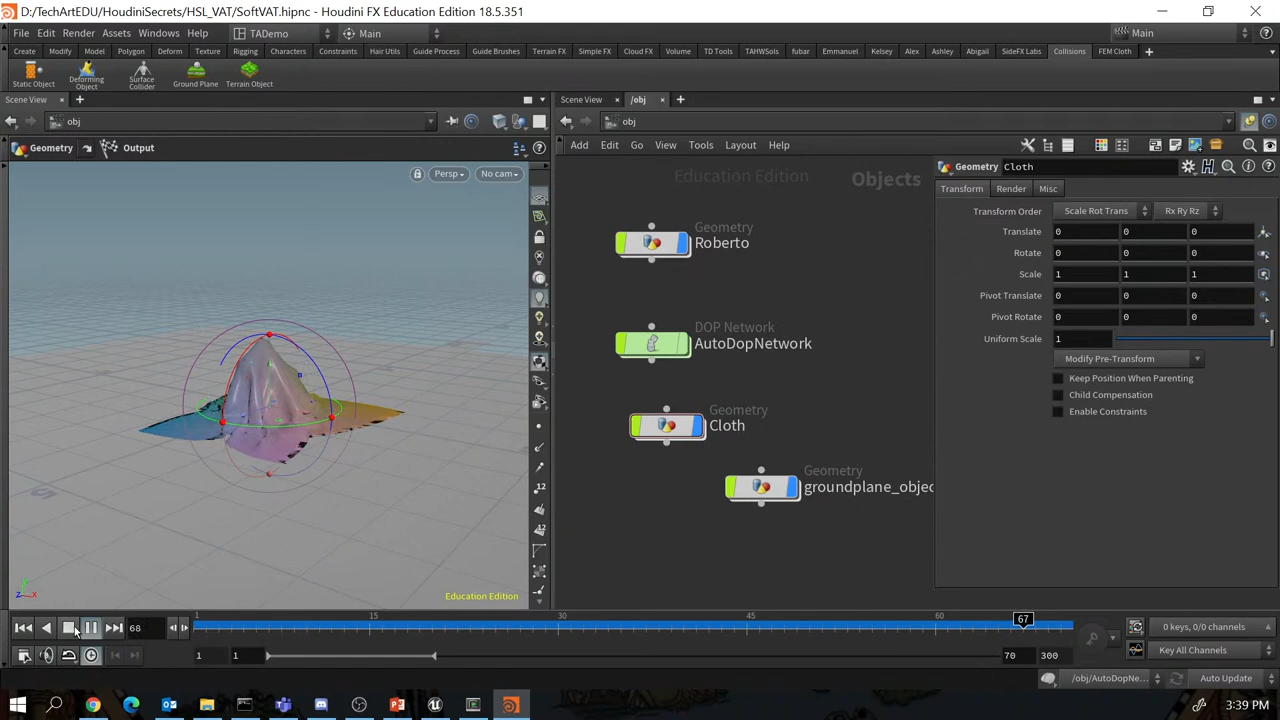 D:/TechArtEDU/HoudiniSecrets/HSL_VAT/SoftVAT.hipnc - Houdini FX Education Edition 18.5.351
File Edit Render Assets Windows Help TADemo Main Main
Create Modify Model Polygon Deform Texture Rigging Characters Constraints Hair Utils Guide Process Guide Brushes Terrain FX Simple FX Cloud FX Volume TD Tools TAHWSols fubar Emmanuel Kelsey Alex Ashley Abigail SideFX Labs Collisions FEM Cloth
Static Object Deforming Object Surface Collider Ground Plane Terrain Object
Scene View Scene View /obj
obj obj
Geometry Output
Add Edit Go View Tools Layout Help
Persp No cam
Education Edition
Objects
Geometry
Roberto
DOP Network
AutoDopNetwork
Geometry
Cloth
Geometry
groundplane_objec
Geometry Cloth
Transform Render Misc
Transform Order Scale Rot Trans Rx Ry Rz
Translate 0 0 0
Rotate 0 0 0
Scale 1 1 1
Pivot Translate 0 0 0
Pivot Rotate 0 0 0
Uniform Scale 1
Modify Pre-Transform
Keep Position When Parenting
Child Compensation
Enable Constraints
12
12
Education Edition
68
1 15 30 45 60 67
0 keys, 0/0 channels
1 1 70 300
Key All Channels
/obj/AutoDopNe...
Auto Update
3:39 PM